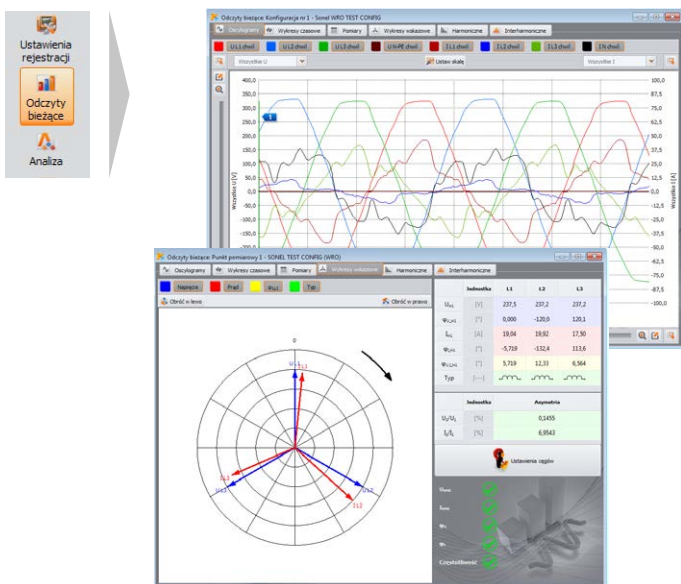 Ustawienia
rejestracji
Odczyty
bieżące
Analiza
Odczyty bieżące: Konfiguracja nr 1 - Sonel WRO TEST CONFIG
Oscylogramy Wykresy czasowe Pomiary Wykresy wskazowe Harmoniczne Interharmoniczne
U L1 chwil U L2 chwil U L3 chwil U N-PE chwil I L1 chwil I L2 chwil I L3 chwil I N chwil
Wszystkie U Ustaw skalę Wszystkie I
Wszystkie U [V]
400,0
350,0
300,0
250,0
200,0
150,0
100,0
50,0
0,0
-50,0
-100,0
-150,0
-200,0
100,0
87,5
75,0
62,5
50,0
37,5
25,0
12,5
0,0
-12,5
-25,0
-37,5
-50,0
-62,5
-75,0
-87,5
-100,0
Wszystkie I [A]
Odczyty bieżące: Punkt pomiarowy 1 - SONEL TEST CONFIG (WRO)
Oscylogramy Wykresy czasowe Pomiary Wykresy wskazowe Harmoniczne Interharmoniczne
Napięcie Prąd Typ
Obróć w lewo Obróć w prawo
0
U L1
I L1
I L3
U L3
U L2
I L2
Jednostka L1 L2 L3
[V] 237,5 237,2 237,2
[°] 0,000 -120,0 120,1
[A] 19,04 19,92 17,50
[°] -5,719 -132,4 113,6
[°] 5,719 12,33 6,564
Typ [---]
Jednostka Asymetria
U₂/U₁ [%] 0,1455
I₂/I₁ [%] 6,9543
Ustawienia cęgów
Częstotliwość